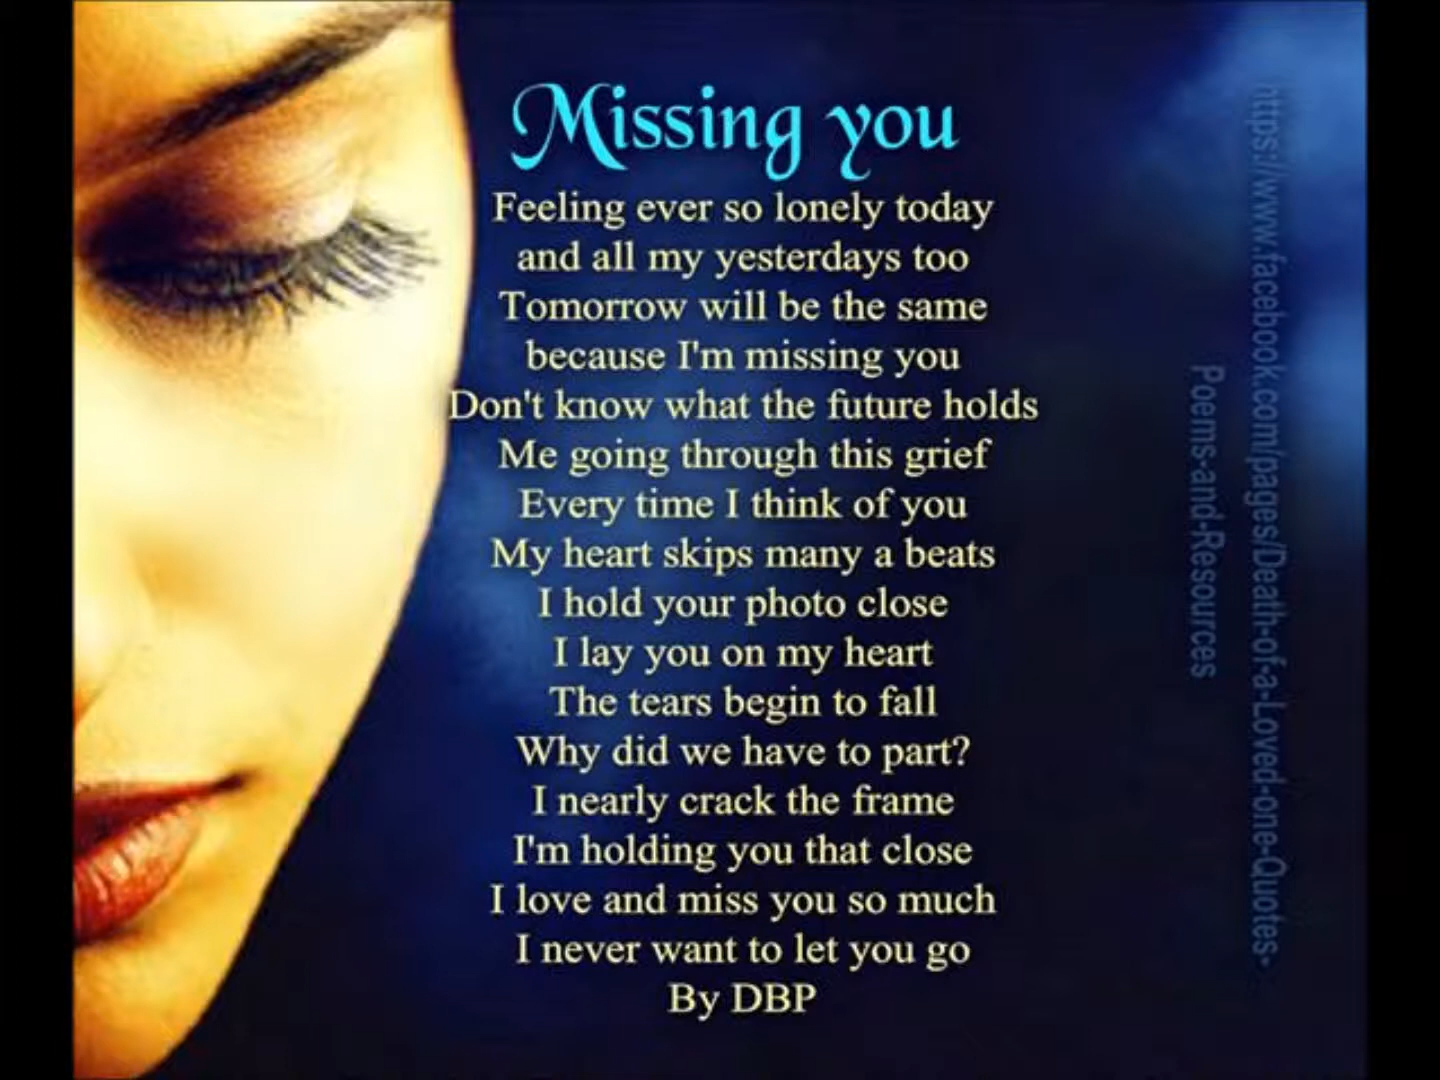 Missing you
Feeling ever so lonely today
and all my yesterdays too
Tomorrow will be the same
because I'm missing you
Don't know what the future holds
Me going through this grief
Every time I think of you
My heart skips many a beats
I hold your photo close
I lay you on my heart
The tears begin to fall
Why did we have to part?
I nearly crack the frame
I'm holding you that close
I love and miss you so much
I never want to let you go
By DBP
https://www.facebook.com/pages/Death-of-a-Loved-one-Quotes-
Poems-and-Resources